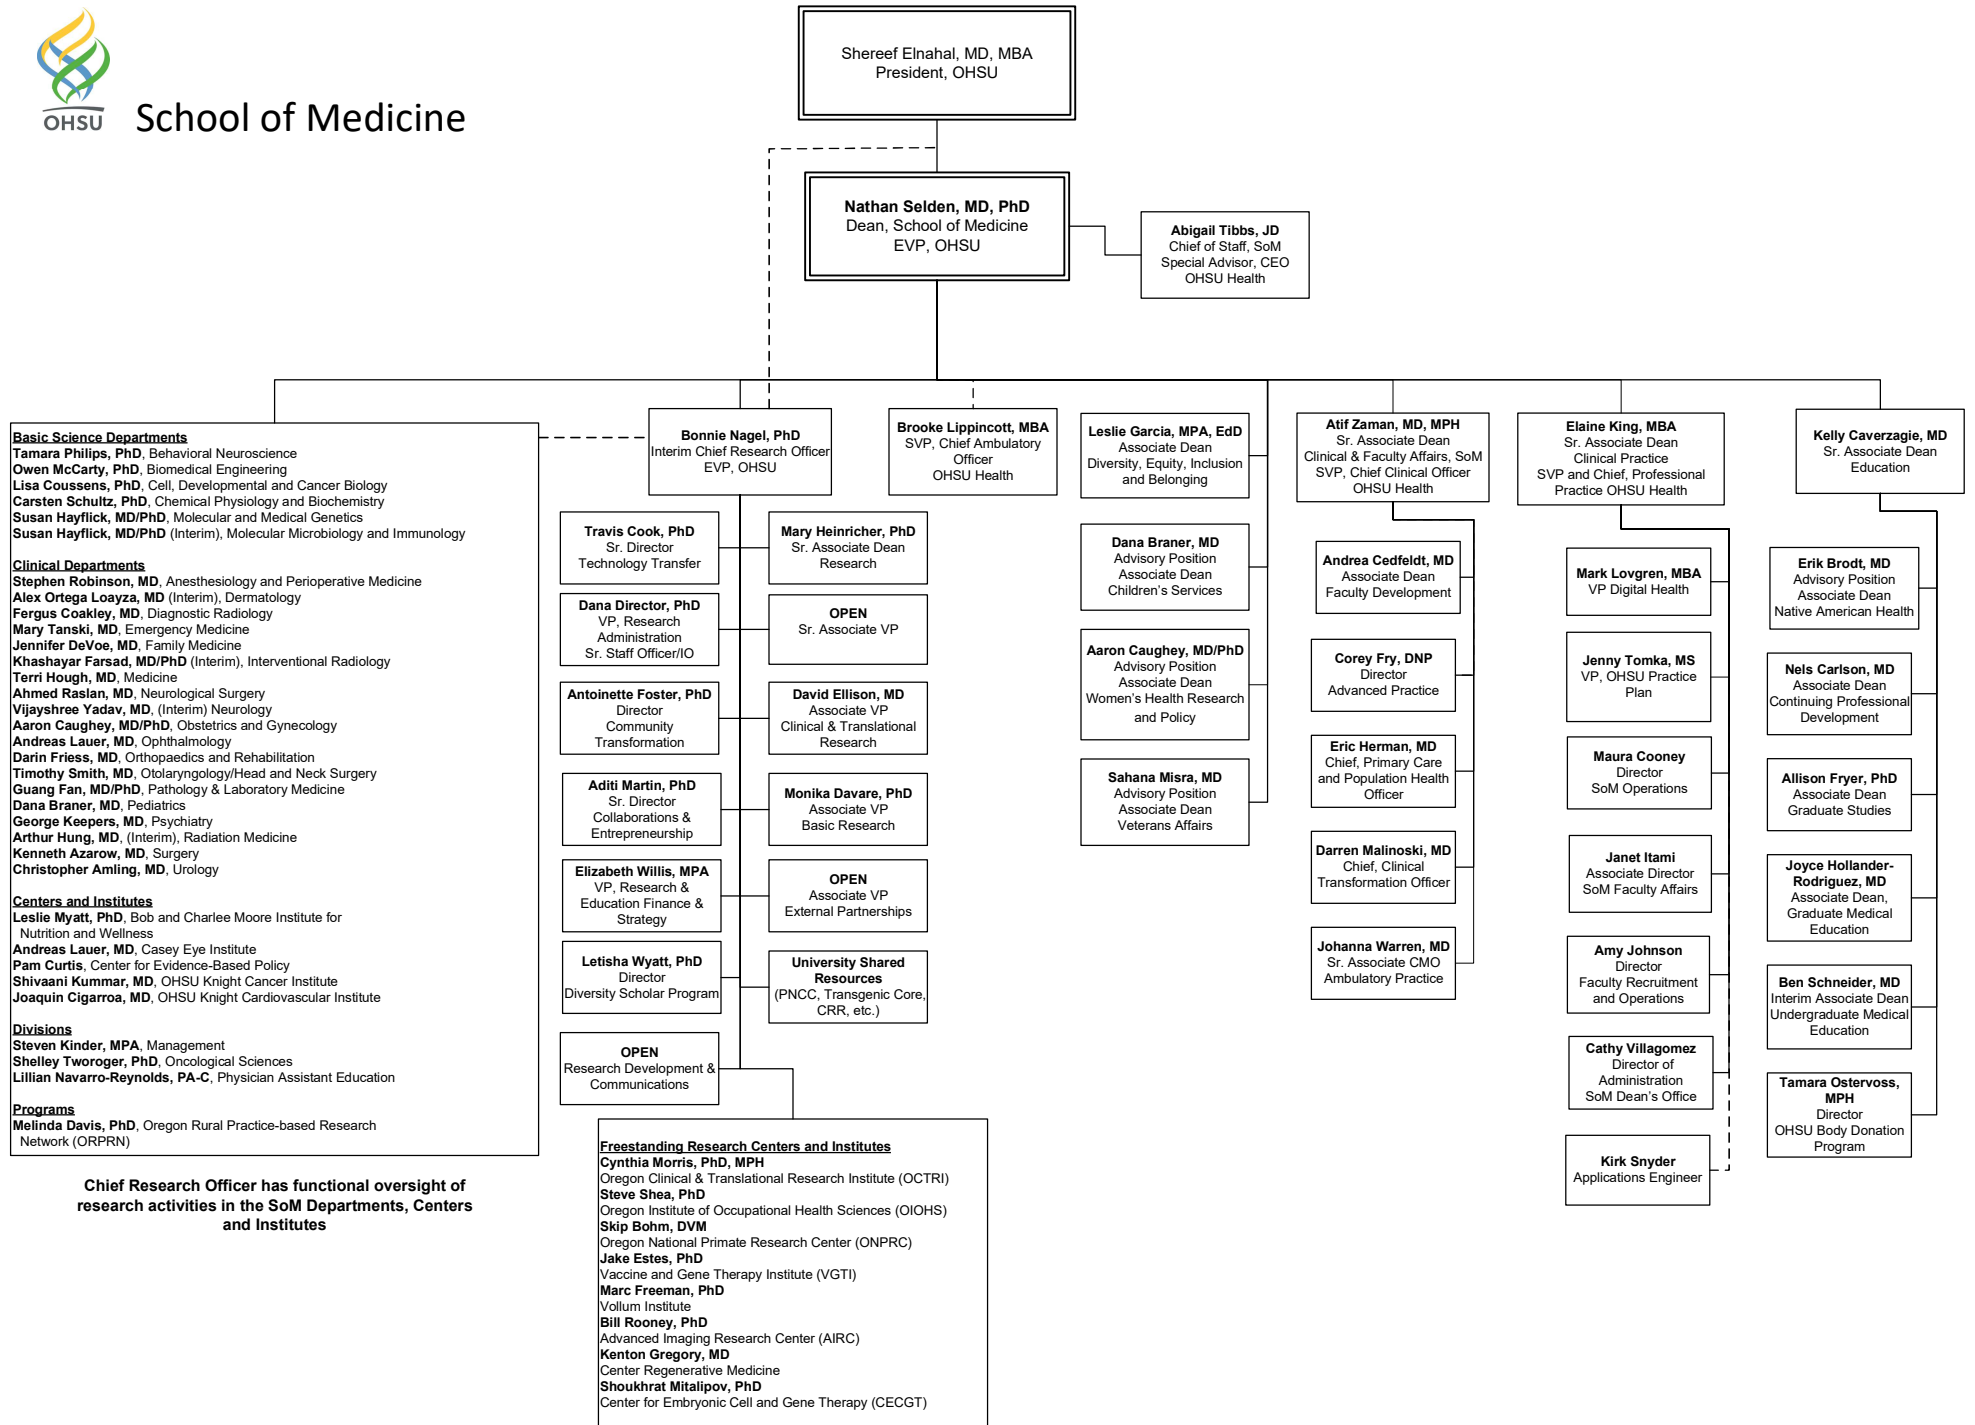 OHSU
School of Medicine
Shereef Elnahal, MD, MBA
President, OHSU
Nathan Selden, MD, PhD
Dean, School of Medicine
EVP, OHSU
Abigail Tibbs, JD
Chief of Staff, SoM
Special Advisor, CEO
OHSU Health
Basic Science Departments
Tamara Philips, PhD, Behavioral Neuroscience
Owen McCarty, PhD, Biomedical Engineering
Lisa Coussens, PhD, Cell, Developmental and Cancer Biology
Carsten Schultz, PhD, Chemical Physiology and Biochemistry
Susan Hayflick, MD/PhD, Molecular and Medical Genetics
Susan Hayflick, MD/PhD (Interim), Molecular Microbiology and Immunology
Clinical Departments
Stephen Robinson, MD, Anesthesiology and Perioperative Medicine
Alex Ortega Loayza, MD (Interim), Dermatology
Fergus Coakley, MD, Diagnostic Radiology
Mary Tanski, MD, Emergency Medicine
Jennifer DeVoe, MD, Family Medicine
Khashayar Farsad, MD/PhD (Interim), Interventional Radiology
Terri Hough, MD, Medicine
Ahmed Raslan, MD, Neurological Surgery
Vijayshree Yadav, MD, (Interim) Neurology
Aaron Caughey, MD/PhD, Obstetrics and Gynecology
Andreas Lauer, MD, Ophthalmology
Darin Friess, MD, Orthopaedics and Rehabilitation
Timothy Smith, MD, Otolaryngology/Head and Neck Surgery
Guang Fan, MD/PhD, Pathology & Laboratory Medicine
Dana Braner, MD, Pediatrics
George Keepers, MD, Psychiatry
Arthur Hung, MD, (Interim), Radiation Medicine
Kenneth Azarow, MD, Surgery
Christopher Amling, MD, Urology
Centers and Institutes
Leslie Myatt, PhD, Bob and Charlee Moore Institute for
Nutrition and Wellness
Andreas Lauer, MD, Casey Eye Institute
Pam Curtis, Center for Evidence-Based Policy
Shivaani Kummar, MD, OHSU Knight Cancer Institute
Joaquin Cigarroa, MD, OHSU Knight Cardiovascular Institute
Divisions
Steven Kinder, MPA, Management
Shelley Tworoger, PhD, Oncological Sciences
Lillian Navarro-Reynolds, PA-C, Physician Assistant Education
Programs
Melinda Davis, PhD, Oregon Rural Practice-based Research
Network (ORPRN)
Chief Research Officer has functional oversight of
research activities in the SoM Departments, Centers
and Institutes
Bonnie Nagel, PhD
Interim Chief Research Officer
EVP, OHSU
Travis Cook, PhD
Sr. Director
Technology Transfer
Mary Heinricher, PhD
Sr. Associate Dean
Research
Dana Director, PhD
VP, Research
Administration
Sr. Staff Officer/IO
OPEN
Sr. Associate VP
Antoinette Foster, PhD
Director
Community
Transformation
David Ellison, MD
Associate VP
Clinical & Translational
Research
Aditi Martin, PhD
Sr. Director
Collaborations &
Entrepreneurship
Monika Davare, PhD
Associate VP
Basic Research
Elizabeth Willis, MPA
VP, Research &
Education Finance &
Strategy
OPEN
Associate VP
External Partnerships
Letisha Wyatt, PhD
Director
Diversity Scholar Program
University Shared
Resources
(PNCC, Transgenic Core,
CRR, etc.)
OPEN
Research Development &
Communications
Freestanding Research Centers and Institutes
Cynthia Morris, PhD, MPH
Oregon Clinical & Translational Research Institute (OCTRI)
Steve Shea, PhD
Oregon Institute of Occupational Health Sciences (OIOHS)
Skip Bohm, DVM
Oregon National Primate Research Center (ONPRC)
Jake Estes, PhD
Vaccine and Gene Therapy Institute (VGTI)
Marc Freeman, PhD
Vollum Institute
Bill Rooney, PhD
Advanced Imaging Research Center (AIRC)
Kenton Gregory, MD
Center Regenerative Medicine
Shoukhrat Mitalipov, PhD
Center for Embryonic Cell and Gene Therapy (CECGT)
Brooke Lippincott, MBA
SVP, Chief Ambulatory
Officer
OHSU Health
Leslie Garcia, MPA, EdD
Associate Dean
Diversity, Equity, Inclusion
and Belonging
Dana Braner, MD
Advisory Position
Associate Dean
Children's Services
Aaron Caughey, MD/PhD
Advisory Position
Associate Dean
Women's Health Research
and Policy
Sahana Misra, MD
Advisory Position
Associate Dean
Veterans Affairs
Atif Zaman, MD, MPH
Sr. Associate Dean
Clinical & Faculty Affairs, SoM
SVP, Chief Clinical Officer
OHSU Health
Andrea Cedfeldt, MD
Associate Dean
Faculty Development
Corey Fry, DNP
Director
Advanced Practice
Eric Herman, MD
Chief, Primary Care
and Population Health
Officer
Darren Malinoski, MD
Chief, Clinical
Transformation Officer
Johanna Warren, MD
Sr. Associate CMO
Ambulatory Practice
Elaine King, MBA
Sr. Associate Dean
Clinical Practice
SVP and Chief, Professional
Practice OHSU Health
Mark Lovgren, MBA
VP Digital Health
Jenny Tomka, MS
VP, OHSU Practice
Plan
Maura Cooney
Director
SoM Operations
Janet Itami
Associate Director
SoM Faculty Affairs
Amy Johnson
Director
Faculty Recruitment
and Operations
Cathy Villagomez
Director of
Administration
SoM Dean's Office
Kirk Snyder
Applications Engineer
Kelly Caverzagie, MD
Sr. Associate Dean
Education
Erik Brodt, MD
Advisory Position
Associate Dean
Native American Health
Nels Carlson, MD
Associate Dean
Continuing Professional
Development
Allison Fryer, PhD
Associate Dean
Graduate Studies
Joyce Hollander-
Rodriguez, MD
Associate Dean,
Graduate Medical
Education
Ben Schneider, MD
Interim Associate Dean
Undergraduate Medical
Education
Tamara Ostervoss,
MPH
Director
OHSU Body Donation
Program